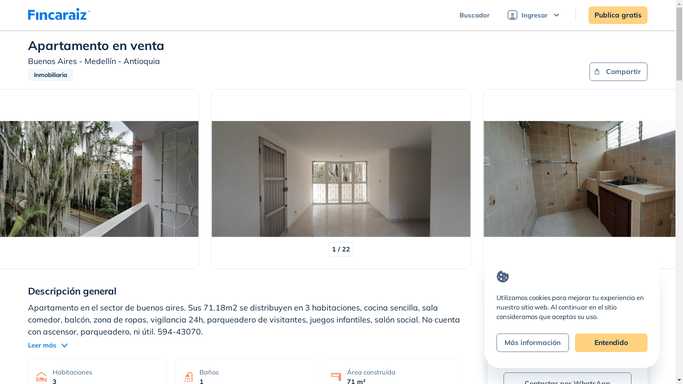 Fincaraiz
Buscador
Ingresar
Publica gratis
Apartamento en venta
Buenos Aires - Medellín - Antioquia
Inmobiliaria
Compartir
1 / 22
Descripción general
Apartamento en el sector de buenos aires. Sus 71,18m2 se distribuyen en 3 habitaciones, cocina sencilla, sala
comedor, balcón, zona de ropas, vigilancia 24h, parqueadero de visitantes, juegos infantiles, salón social. No cuenta
con ascensor, parqueadero, ni útil. 594-43070.
Leer más
Habitaciones
3
Baños
1
Área construida
71 m²
Utilizamos cookies para mejorar tu experiencia en
nuestro sitio web. Al continuar en el sitio
consideramos que aceptas su uso.
Más información
Entendido
Contactar por WhatsApp